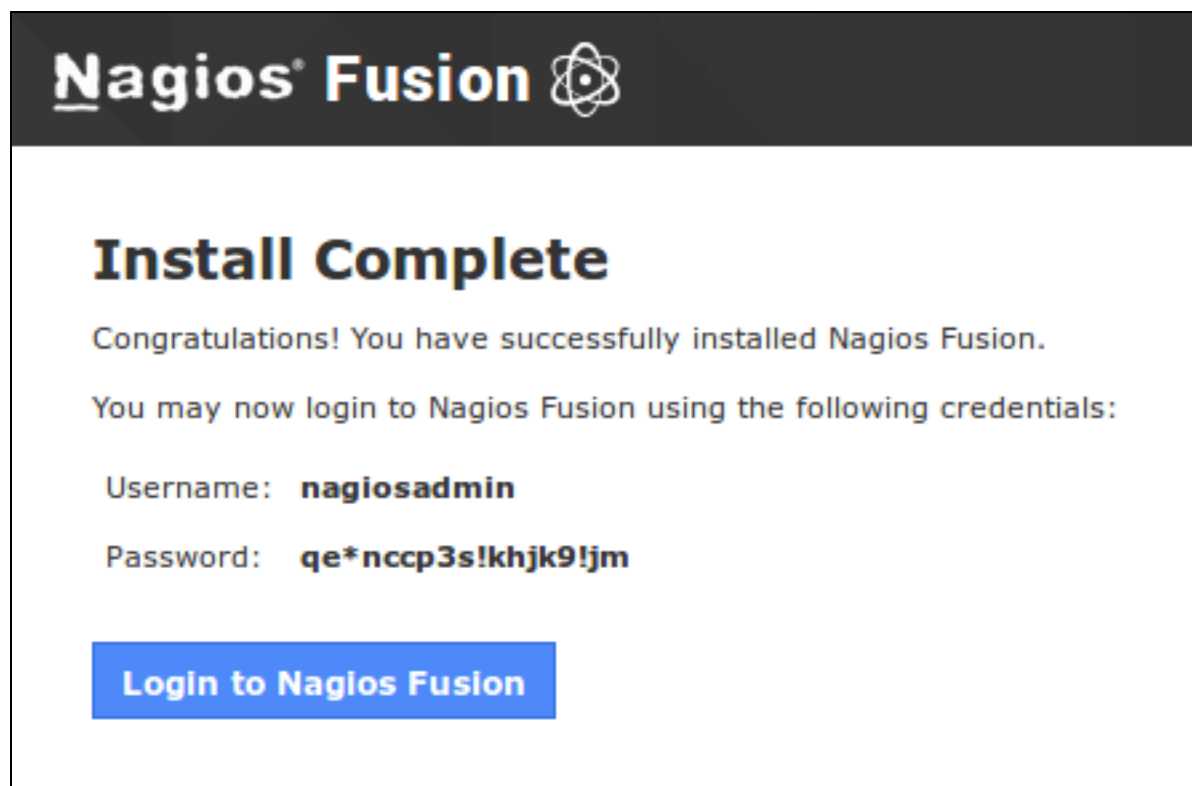 Nagios® Fusion
Install Complete
Congratulations! You have successfully installed Nagios Fusion.
You may now login to Nagios Fusion using the following credentials:
Username: nagiosadmin
Password: qe*nccp3s!khjk9!jm
Login to Nagios Fusion